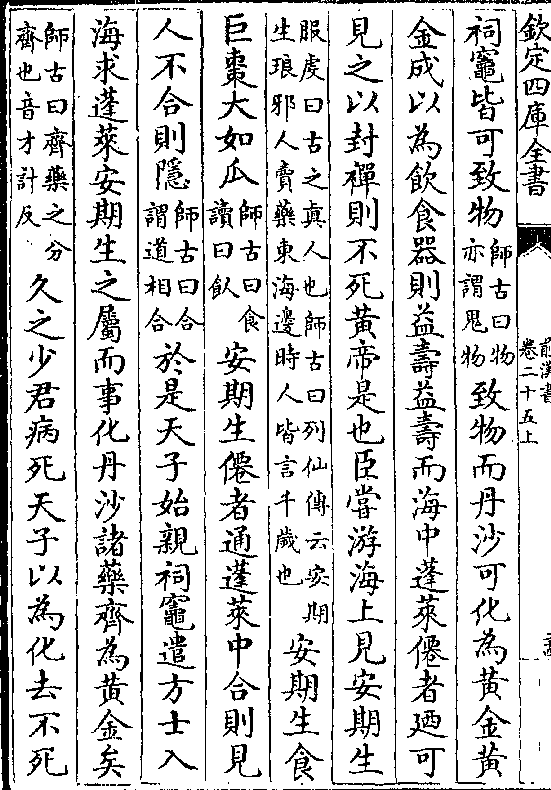 欽定四庫全書
前漢書
卷二十五上
祠竈皆可致物師古曰物亦謂鬼物致物而丹沙可化為黄金黄
金成以為飲食器則益壽益壽而海中蓬萊僊者廼可
見之以封禪則不死黄帝是也臣嘗游海上見安期生
服虔曰古之真人也師古曰列仙傳云安期生琅邪人賣藥東海邊時人皆言千歲也安期生食
巨棗大如瓜師古曰食讀曰飤安期生僊者通蓬萊中合則見
人不合則隱師古曰合謂道相合於是天子始親祠竈遣方士入
海求蓬萊安期生之屬而事化丹沙諸藥齊為黄金矣
師古曰齊藥之分齊也音才計反久之少君病死天子以為化去不死